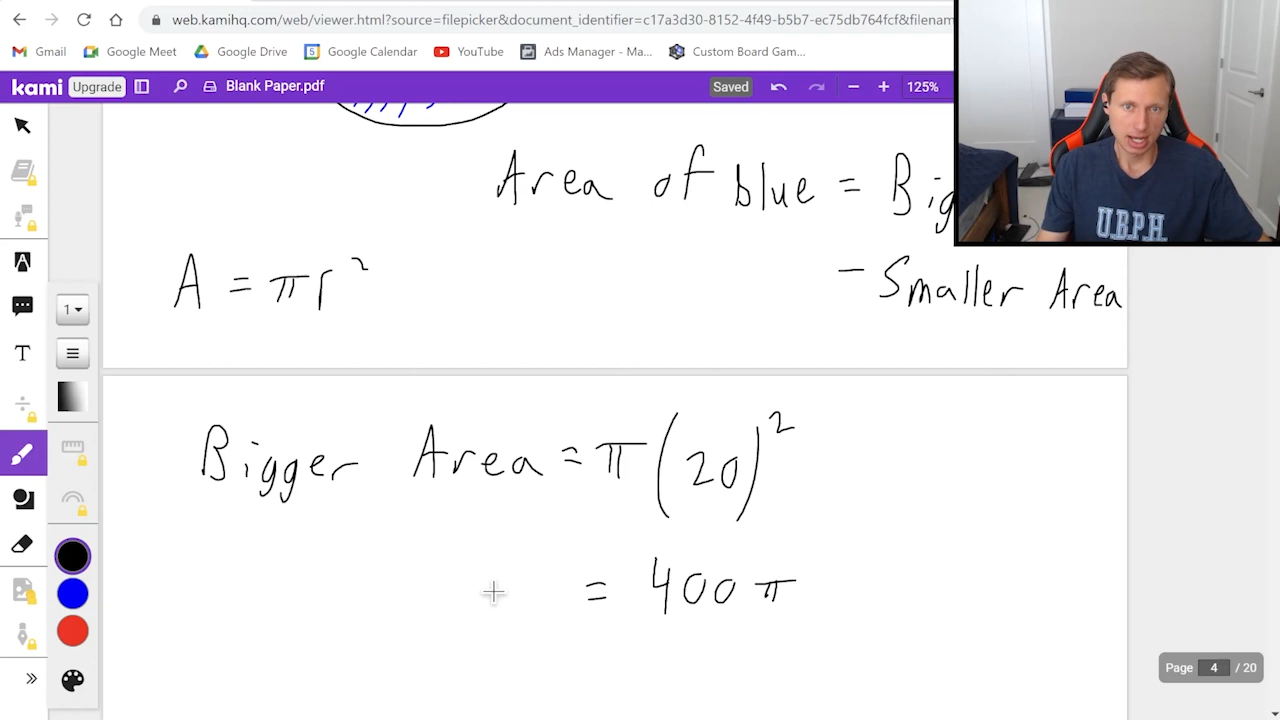 web.kamihq.com/web/viewer.html?source=filepicker&document_identifier=c17a3d30-8152-4f49-b5b7-ec75db764fcf&filenam
Gmail Google Meet Google Drive 5 Google Calendar YouTube Ads Manager - Ma... Custom Board Gam...
kami Upgrade Blank Paper.pdf Saved 125%
Area of blue = Big
U.B.P.H.
A = πr²
- Smaller Area
1
T
Bigger Area = π(20)²
= 400π
Page 4 / 20